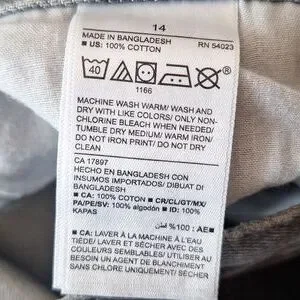 14
MADE IN BANGLADESH RN 54023
■ US: 100% COTTON
40
1166
MACHINE WASH WARM/ WASH AND
DRY WITH LIKE COLORS/ ONLY NON-
CHLORINE BLEACH WHEN NEEDED/
TUMBLE DRY MEDIUM/ WARM IRON/
DO NOT IRON PRINT/ DO NOT DRY
CLEAN
CA 17897
HECHO EN BANGLADESH CON
INSUMOS IMPORTADOS/ DIBUAT DI
BANGLADESH
■ CA: 100% COTON ■ CR/CL/GT/MX/
PA/PE/SV: 100% algodón ■ ID: 100%
KAPAS
■ AE: %100 قطن
■ CA: LAVER À LA MACHINE À L'EAU
TIÈDE/ LAVER ET SÉCHER AVEC DES
COULEURS SEMBLABLES/ UTILISER AU
BESOIN UN AGENT DE BLANCHIMENT
SANS CHLORE UNIQUEMENT/